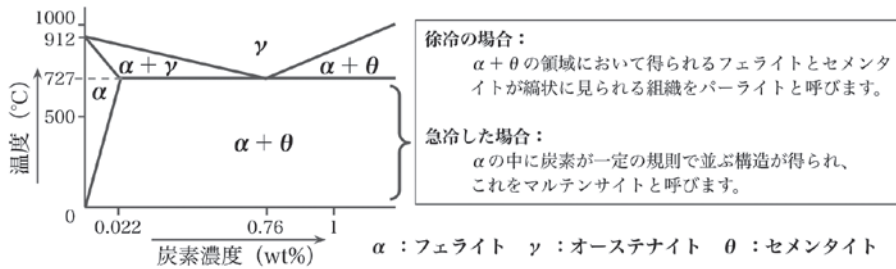 1000
912
727
500
0
温度（℃）
α
α＋γ
γ
α＋θ
α＋θ
0.022
0.76
1
炭素濃度（wt%）
徐冷の場合：
α＋θの領域において得られるフェライトとセメンタ
イトが縞状に見られる組織をパーライトと呼びます。
急冷した場合：
αの中に炭素が一定の規則で並ぶ構造が得られ、
これをマルテンサイトと呼びます。
α：フェライト　γ：オーステナイト　θ：セメンタイト